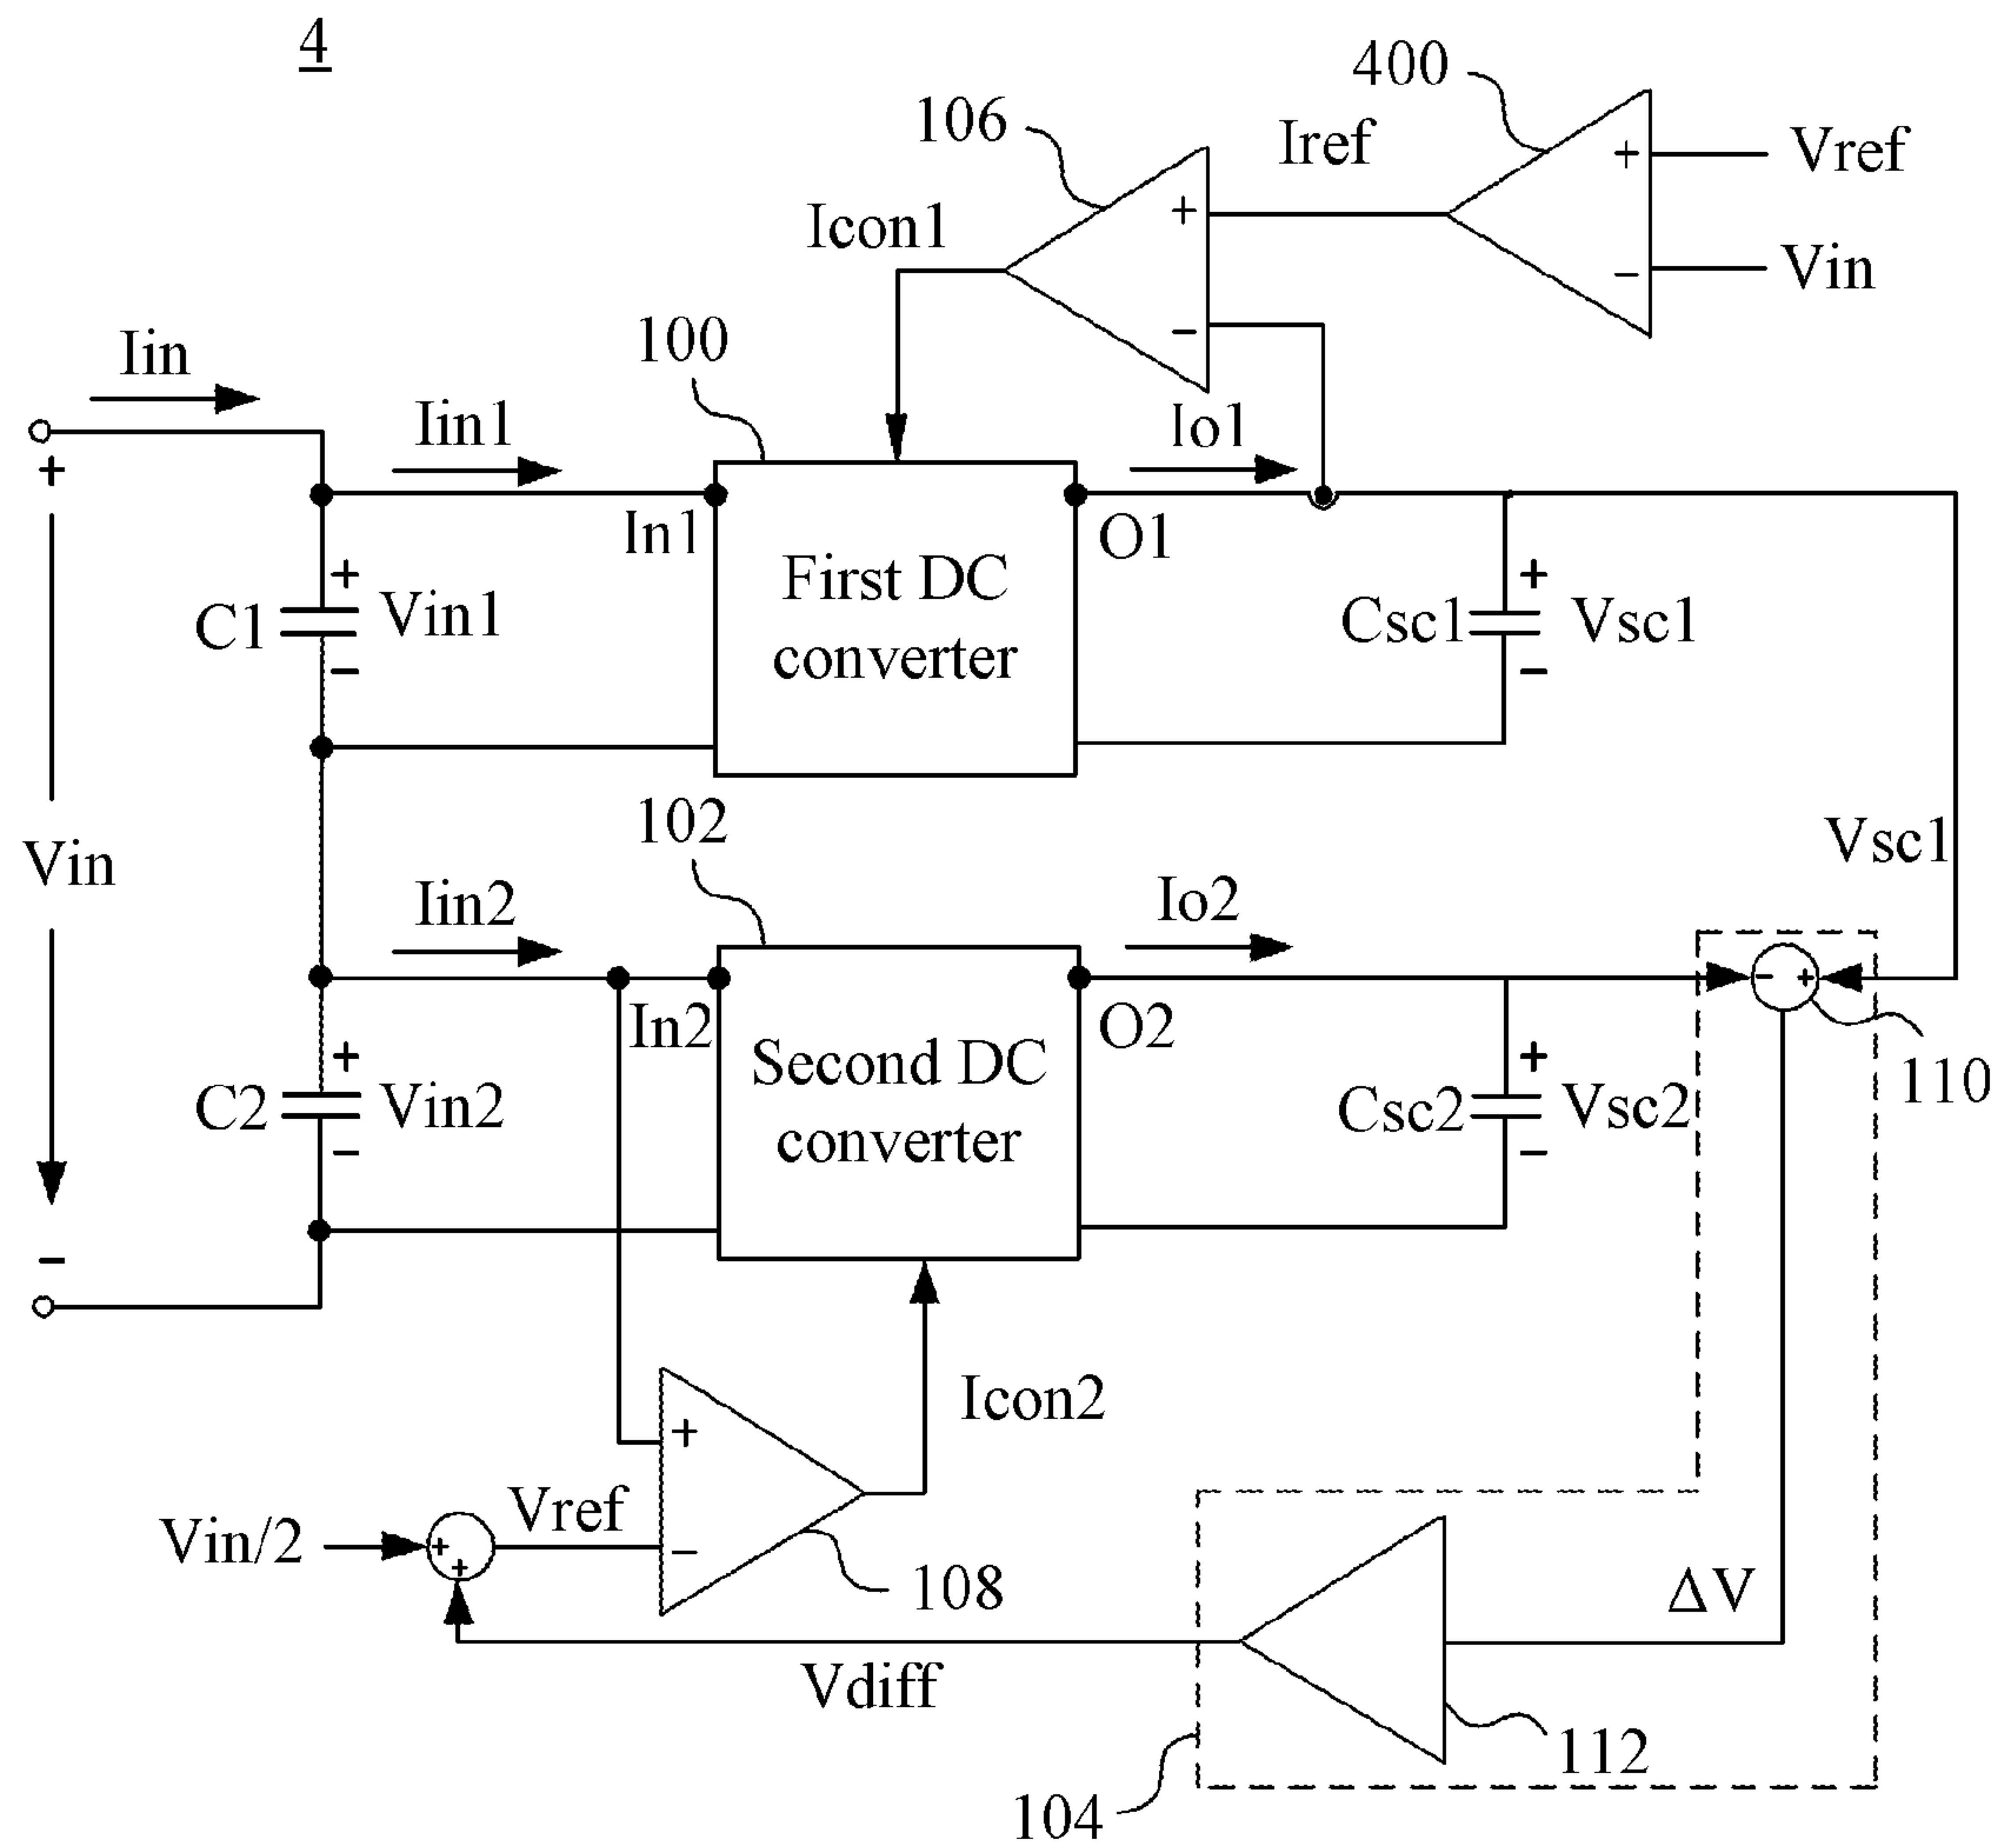 4
400
106
Iref
+
Vref
Icon1
+
−
Vin
−
Iin
100
Iin1
Io1
+
In1
O1
First DC
converter
+
C1
Vin1
−
+
Csc1
Vsc1
−
102
Vsc1
Vin
Iin2
Io2
−
+
In2
O2
Second DC
converter
110
+
C2
Vin2
−
+
Csc2
Vsc2
−
−
Icon2
+
Vref
Vin/2
+
+
−
108
ΔV
Vdiff
112
104